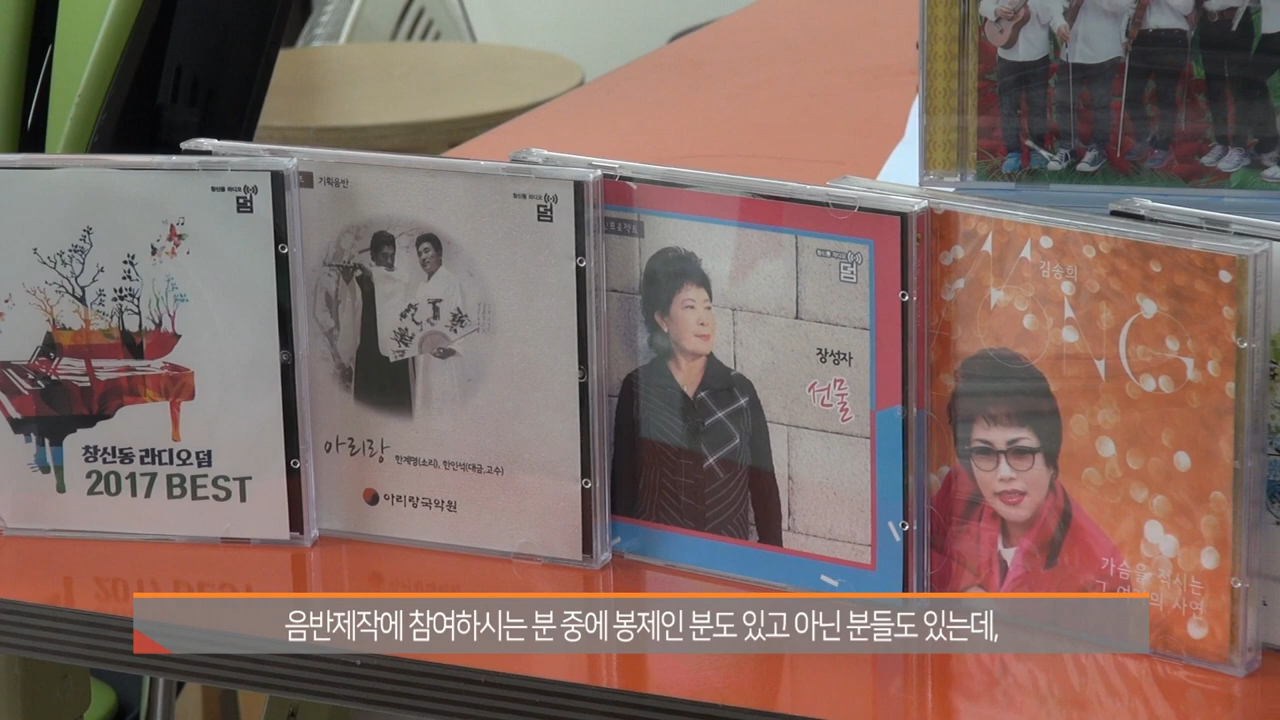 창신동 라디오
덤
창신동 라디오덤
2017 BEST
기획음반
창신동 라디오
덤
아리랑
한제명(소리), 한인석(대금,고수)
아리랑국악원
창신동 라디오
덤
장성자
선물
김송희
SONG
가슴을 적시는
그 사연
음반제작에 참여하시는 분 중에 봉제인 분도 있고 아닌 분들도 있는데,